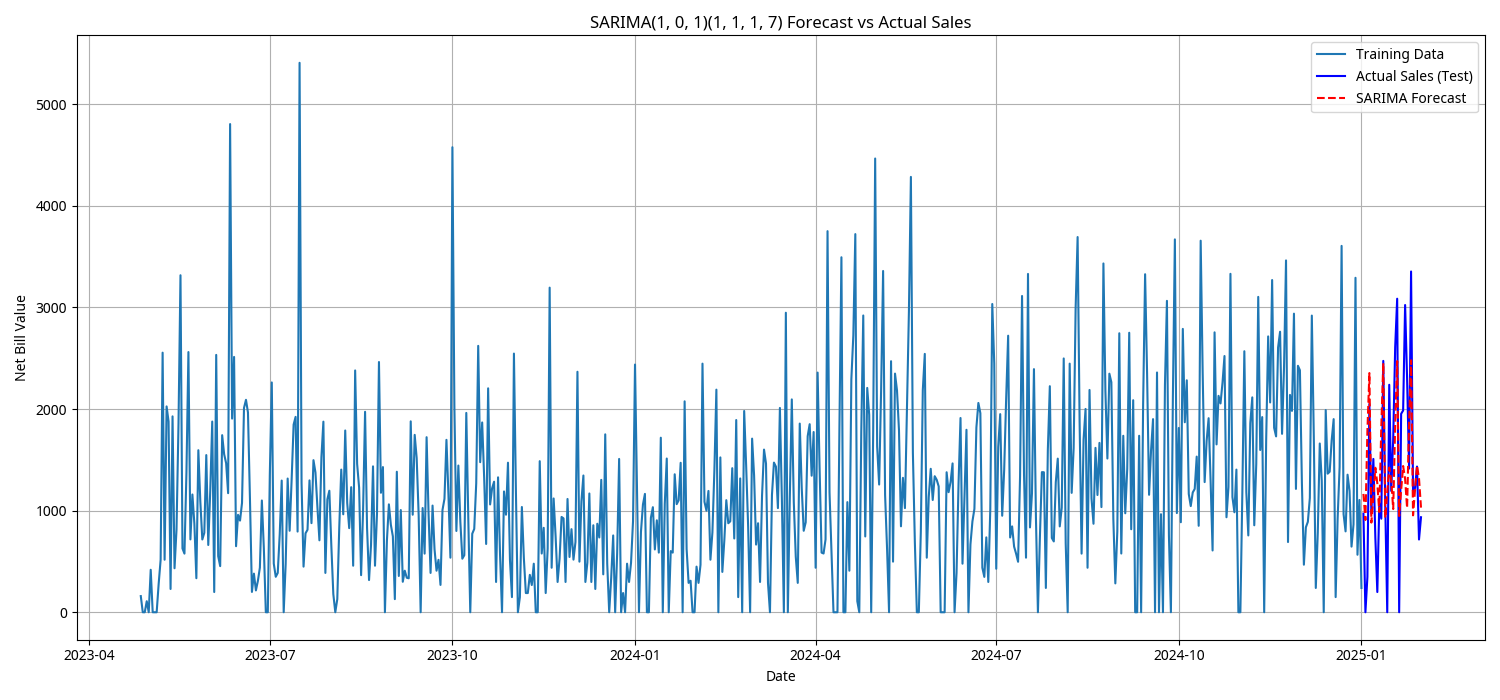 SARIMA(1, 0, 1)(1, 1, 1, 7) Forecast vs Actual Sales
Training Data
Actual Sales (Test)
SARIMA Forecast
Net Bill Value
5000
4000
3000
2000
1000
0
2023-04 2023-07 2023-10 2024-01 2024-04 2024-07 2024-10 2025-01
Date